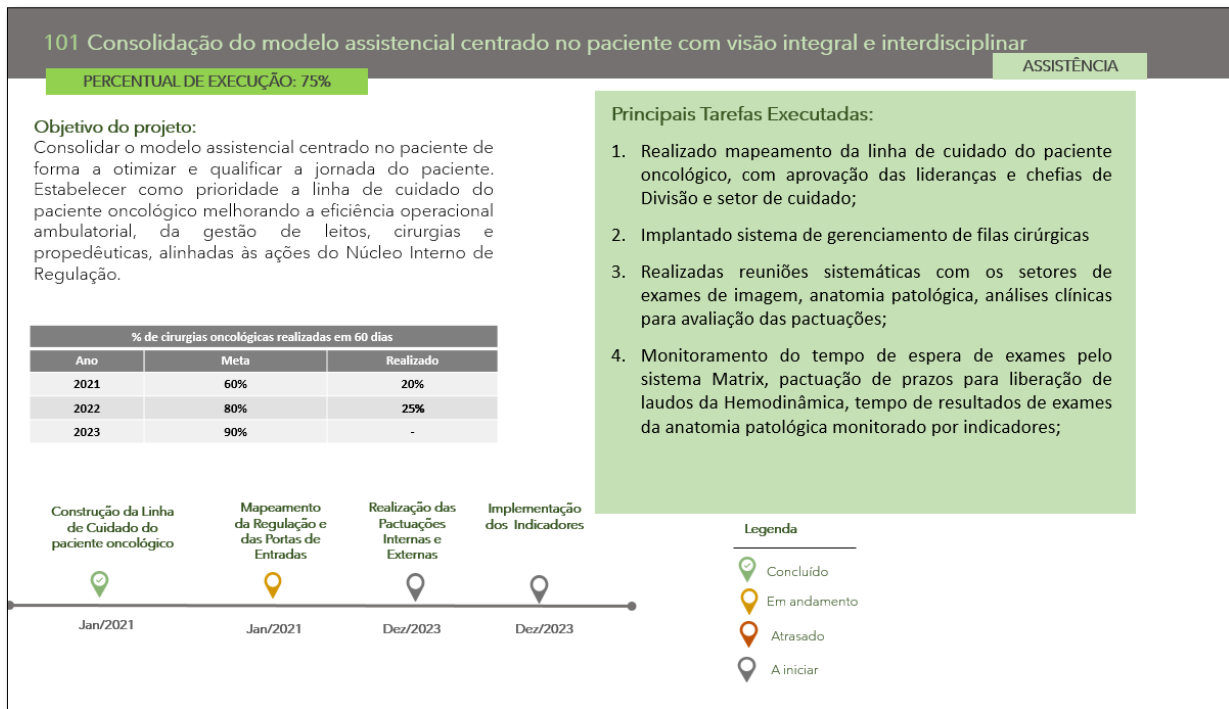 101 Consolidação do modelo assistencial centrado no paciente com visão integral e interdisciplinar
ASSISTÊNCIA
PERCENTUAL DE EXECUÇÃO: 75%
Objetivo do projeto:
Consolidar o modelo assistencial centrado no paciente de
forma a otimizar e qualificar a jornada do paciente.
Estabelecer como prioridade a linha de cuidado do
paciente oncológico melhorando a eficiência operacional
ambulatorial, da gestão de leitos, cirurgias e
propedêuticas, alinhadas às ações do Núcleo Interno de
Regulação.
% de cirurgias oncológicas realizadas em 60 dias
Ano Meta Realizado
2021 60% 20%
2022 80% 25%
2023 90% -
Principais Tarefas Executadas:
1. Realizado mapeamento da linha de cuidado do paciente
oncológico, com aprovação das lideranças e chefias de
Divisão e setor de cuidado;
2. Implantado sistema de gerenciamento de filas cirúrgicas
3. Realizadas reuniões sistemáticas com os setores de
exames de imagem, anatomia patológica, análises clínicas
para avaliação das pactuações;
4. Monitoramento do tempo de espera de exames pelo
sistema Matrix, pactuação de prazos para liberação de
laudos da Hemodinâmica, tempo de resultados de exames
da anatomia patológica monitorado por indicadores;
Construção da Linha
de Cuidado do
paciente oncológico
Jan/2021
Mapeamento
da Regulação e
das Portas de
Entradas
Jan/2021
Realização das
Pactuações
Internas e
Externas
Dez/2023
Implementação
dos Indicadores
Dez/2023
Legenda
Concluído
Em andamento
Atrasado
A iniciar